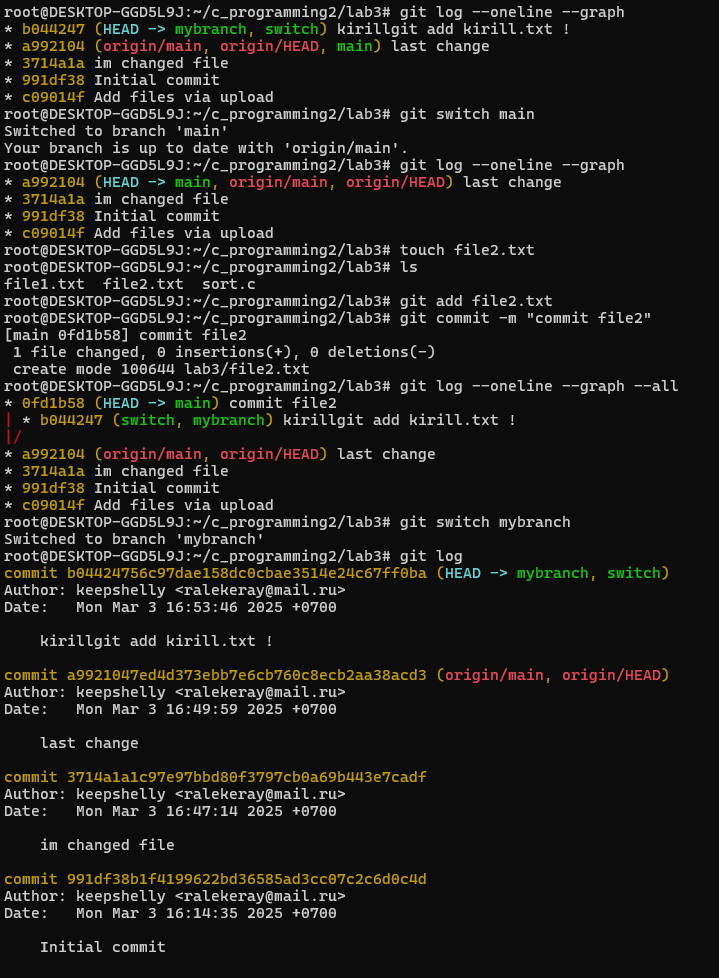 root@DESKTOP-GGD5L9J:~/c_programming2/lab3# git log --oneline --graph
* b044247 (HEAD -> mybranch, switch) kirillgit add kirill.txt !
* a992104 (origin/main, origin/HEAD, main) last change
* 3714a1a im changed file
* 991df38 Initial commit
* c09014f Add files via upload
root@DESKTOP-GGD5L9J:~/c_programming2/lab3# git switch main
Switched to branch 'main'
Your branch is up to date with 'origin/main'.
root@DESKTOP-GGD5L9J:~/c_programming2/lab3# git log --oneline --graph
* a992104 (HEAD -> main, origin/main, origin/HEAD) last change
* 3714a1a im changed file
* 991df38 Initial commit
* c09014f Add files via upload
root@DESKTOP-GGD5L9J:~/c_programming2/lab3# touch file2.txt
root@DESKTOP-GGD5L9J:~/c_programming2/lab3# ls
file1.txt  file2.txt  sort.c
root@DESKTOP-GGD5L9J:~/c_programming2/lab3# git add file2.txt
root@DESKTOP-GGD5L9J:~/c_programming2/lab3# git commit -m "commit file2"
[main 0fd1b58] commit file2
 1 file changed, 0 insertions(+), 0 deletions(-)
 create mode 100644 lab3/file2.txt
root@DESKTOP-GGD5L9J:~/c_programming2/lab3# git log --oneline --graph --all
* 0fd1b58 (HEAD -> main) commit file2
| * b044247 (switch, mybranch) kirillgit add kirill.txt !
|/
* a992104 (origin/main, origin/HEAD) last change
* 3714a1a im changed file
* 991df38 Initial commit
* c09014f Add files via upload
root@DESKTOP-GGD5L9J:~/c_programming2/lab3# git switch mybranch
Switched to branch 'mybranch'
root@DESKTOP-GGD5L9J:~/c_programming2/lab3# git log
commit b04424756c97dae158dc0cbae3514e24c67ff0ba (HEAD -> mybranch, switch)
Author: keepshelly <ralekeray@mail.ru>
Date:   Mon Mar 3 16:53:46 2025 +0700

    kirillgit add kirill.txt !

commit a9921047ed4d373ebb7e6cb760c8ecb2aa38acd3 (origin/main, origin/HEAD)
Author: keepshelly <ralekeray@mail.ru>
Date:   Mon Mar 3 16:49:59 2025 +0700

    last change

commit 3714a1a1c97e97bbd80f3797cb0a69b443e7cadf
Author: keepshelly <ralekeray@mail.ru>
Date:   Mon Mar 3 16:47:14 2025 +0700

    im changed file

commit 991df38b1f4199622bd36585ad3cc07c2c6d0c4d
Author: keepshelly <ralekeray@mail.ru>
Date:   Mon Mar 3 16:14:35 2025 +0700

    Initial commit